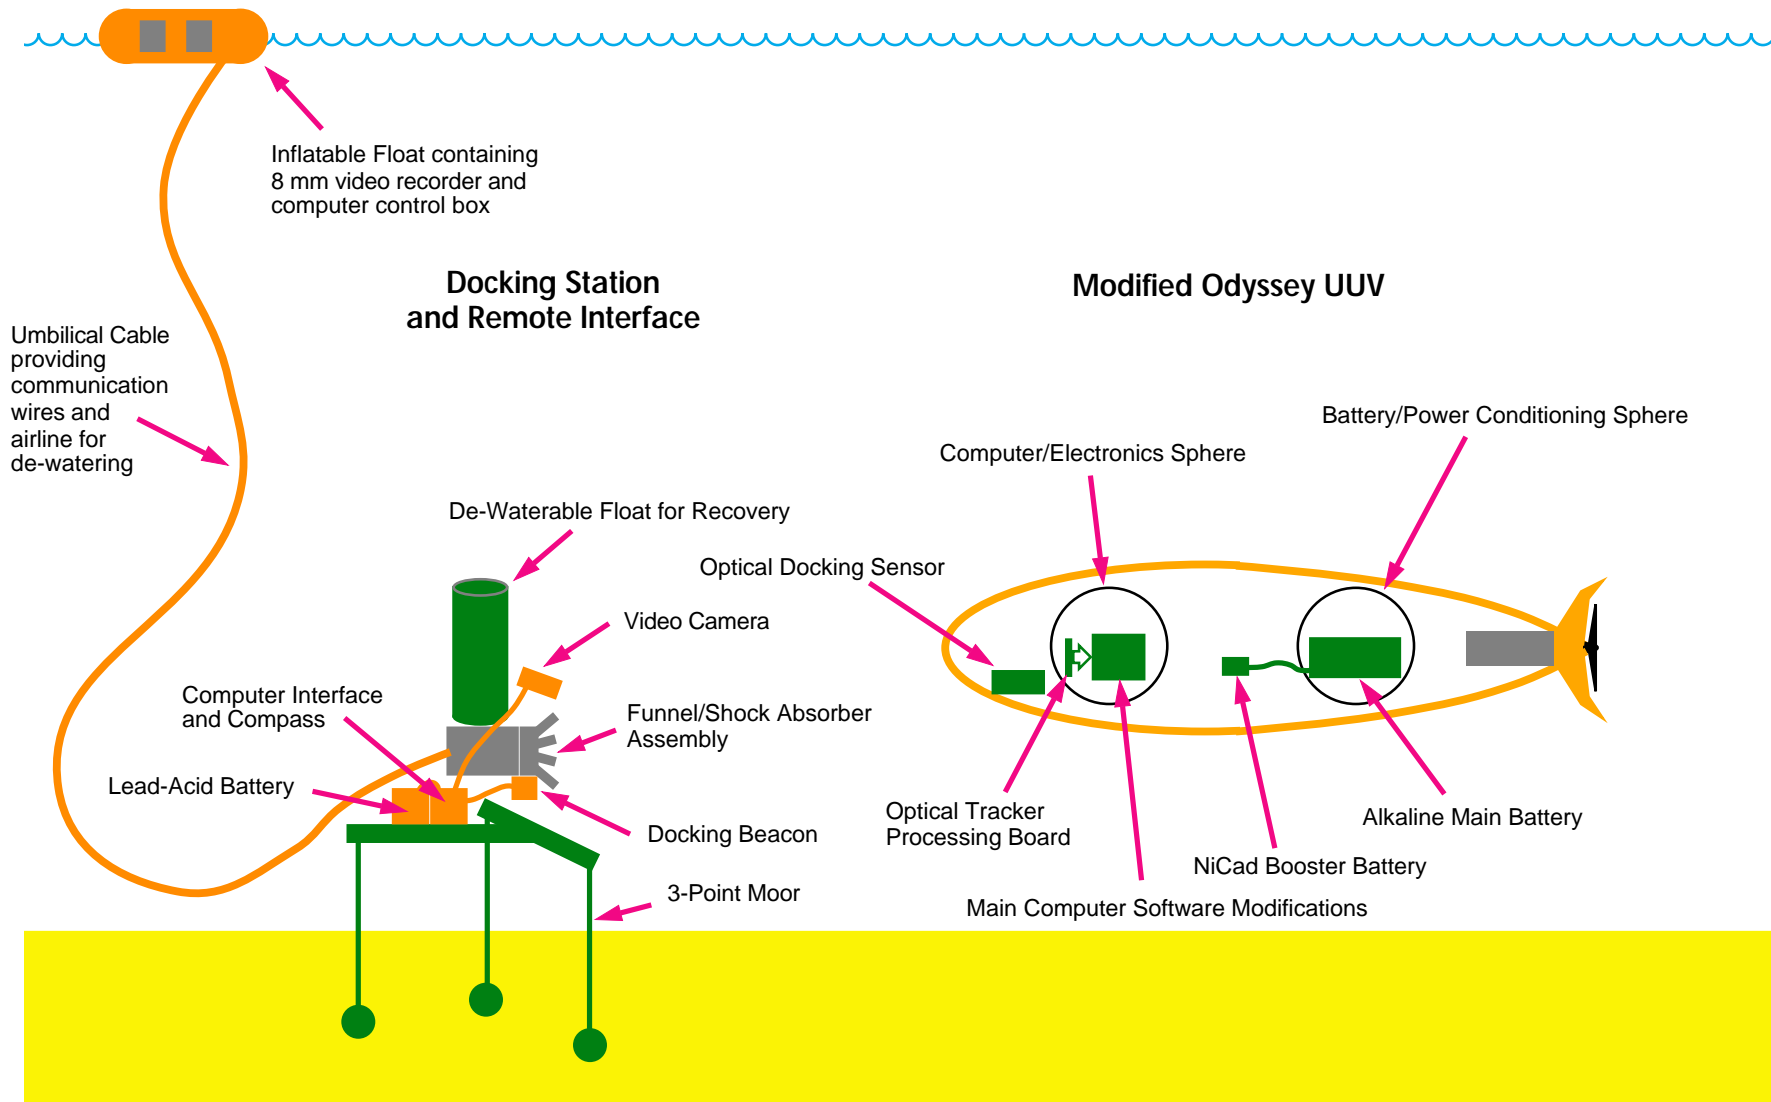 Inflatable Float containing
8 mm video recorder and
computer control box
Docking Station
and Remote Interface
Modified Odyssey UUV
Umbilical Cable
providing
communication
wires and
airline for
de-watering
Battery/Power Conditioning Sphere
Computer/Electronics Sphere
De-Waterable Float for Recovery
Optical Docking Sensor
Video Camera
Computer Interface
and Compass
Funnel/Shock Absorber
Assembly
Lead-Acid Battery
Docking Beacon
3-Point Moor
Optical Tracker
Processing Board
Alkaline Main Battery
NiCad Booster Battery
Main Computer Software Modifications